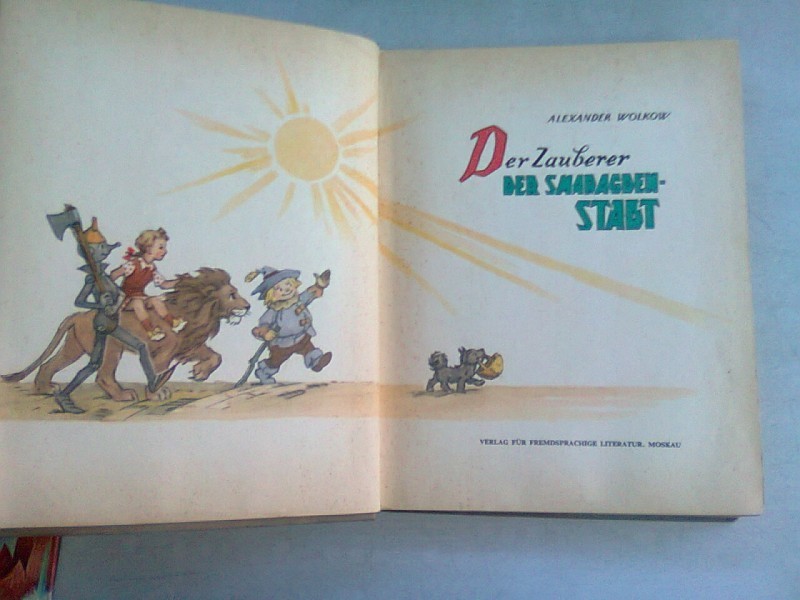 ALEXANDER WOLKOW
Der Zauberer
DER SMARAGDEN-
STADT
VERLAG FÜR FREMDSPRACHIGE LITERATUR. MOSKAU